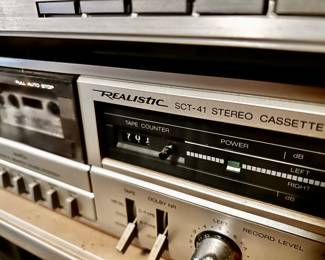 FULL AUTO STOP
REALISTIC SCT-41 STEREO CASSETTE
TAPE COUNTER
POWER
dB
701
LEFT
RIGHT
dB
TAPE
DOLBY NR
LEFT
RECORD LEVEL